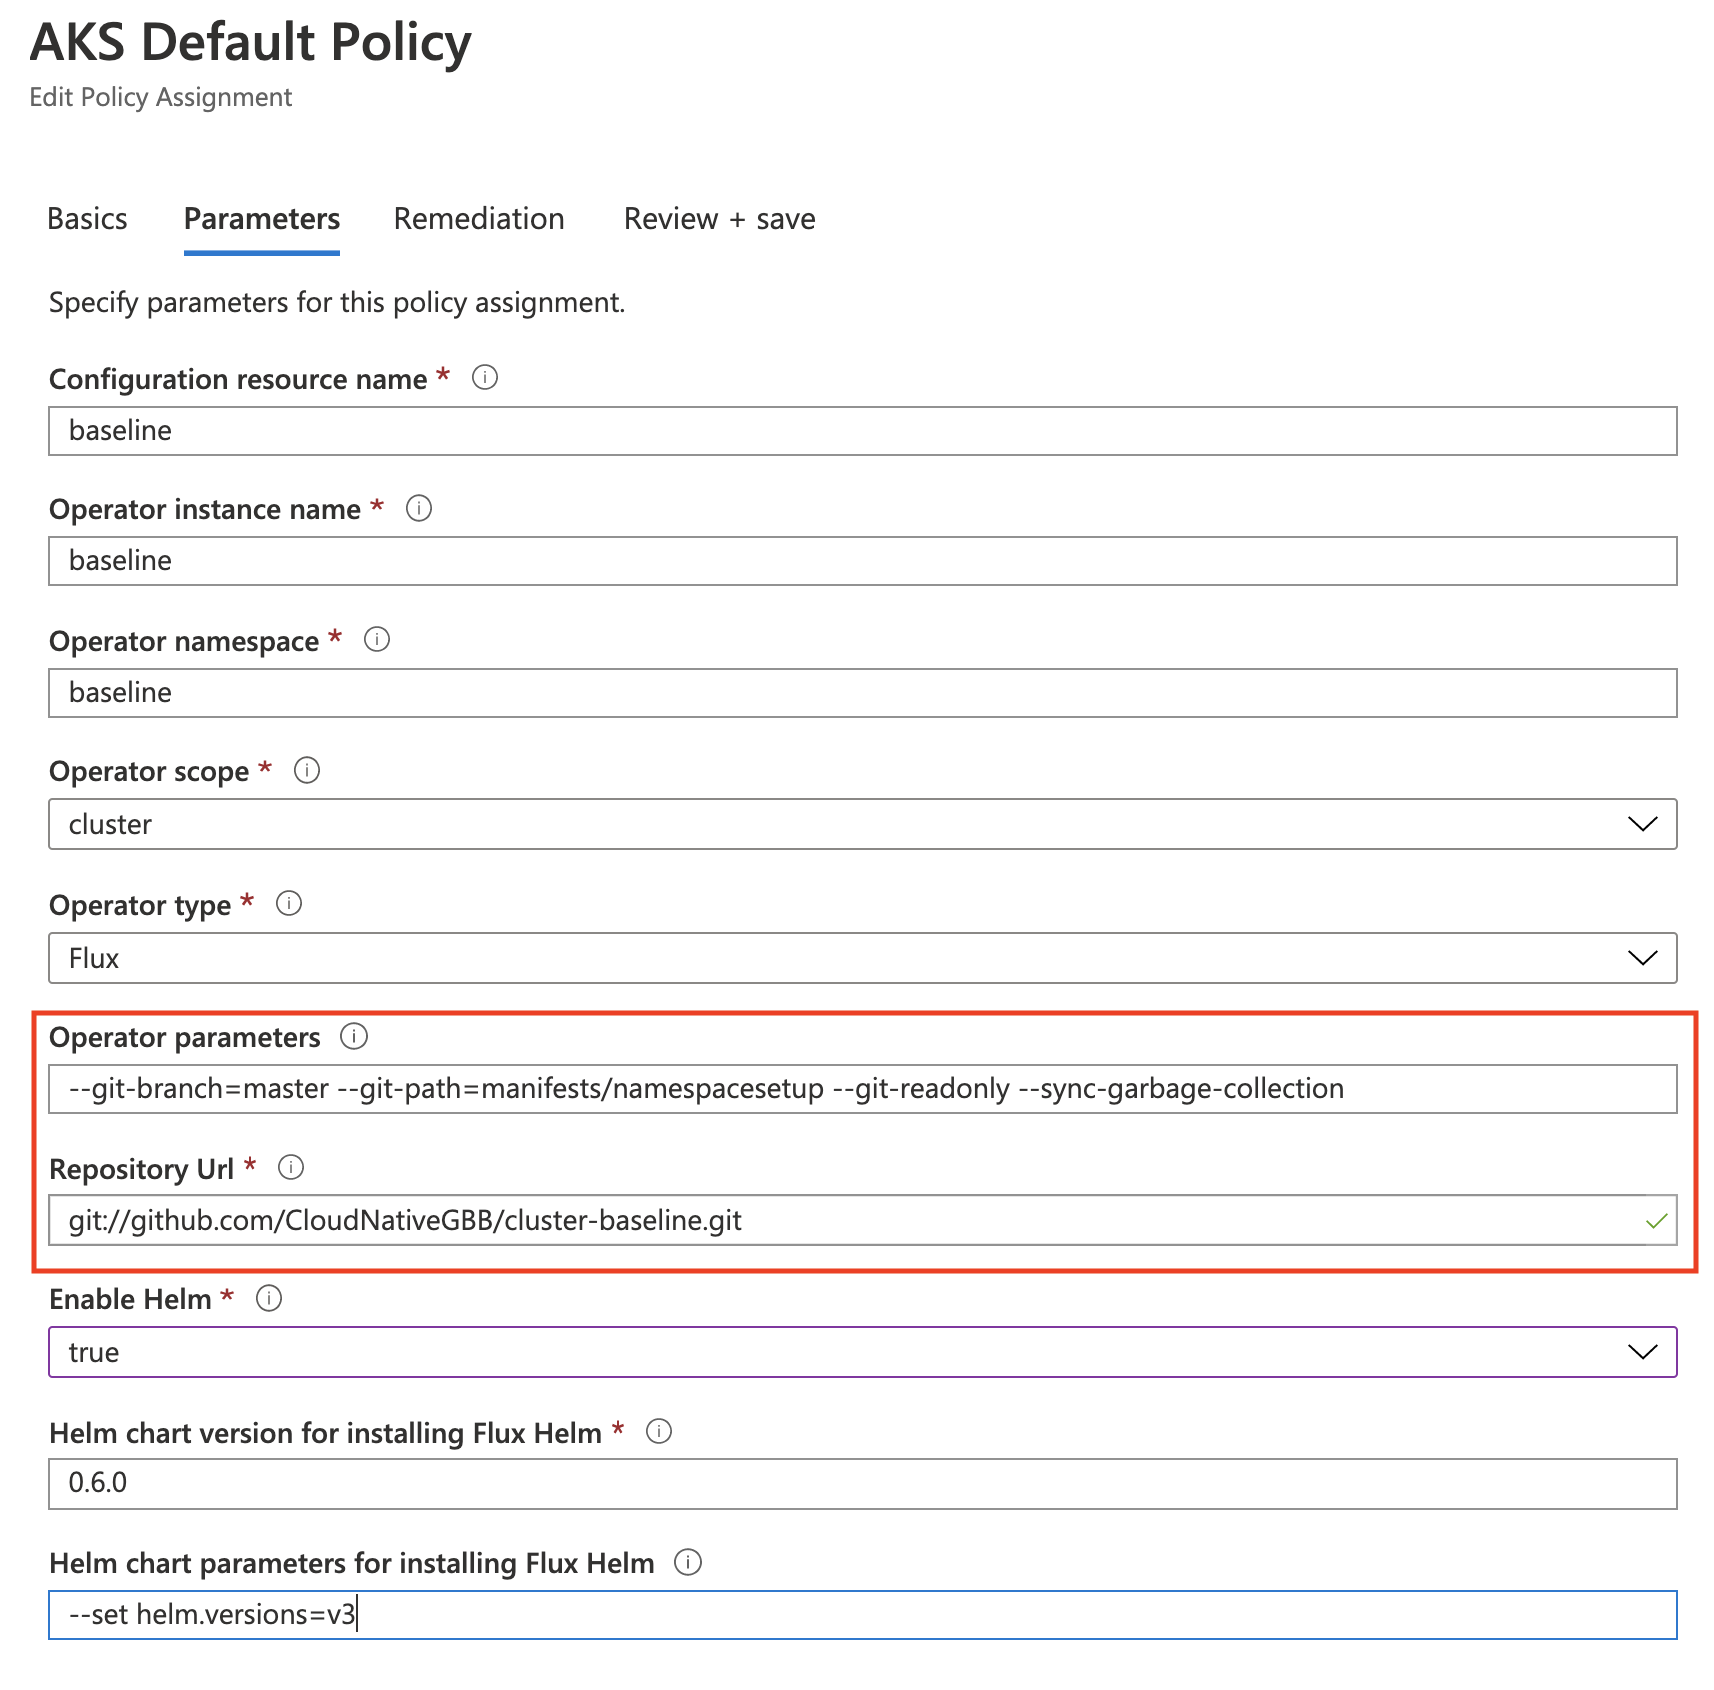 AKS Default Policy
Edit Policy Assignment
Basics Parameters Remediation Review + save
Specify parameters for this policy assignment.
Configuration resource name *
baseline
Operator instance name *
baseline
Operator namespace *
baseline
Operator scope *
cluster
Operator type *
Flux
Operator parameters
--git-branch=master --git-path=manifests/namespacesetup --git-readonly --sync-garbage-collection
Repository Url *
git://github.com/CloudNativeGBB/cluster-baseline.git
Enable Helm *
true
Helm chart version for installing Flux Helm *
0.6.0
Helm chart parameters for installing Flux Helm
--set helm.versions=v3